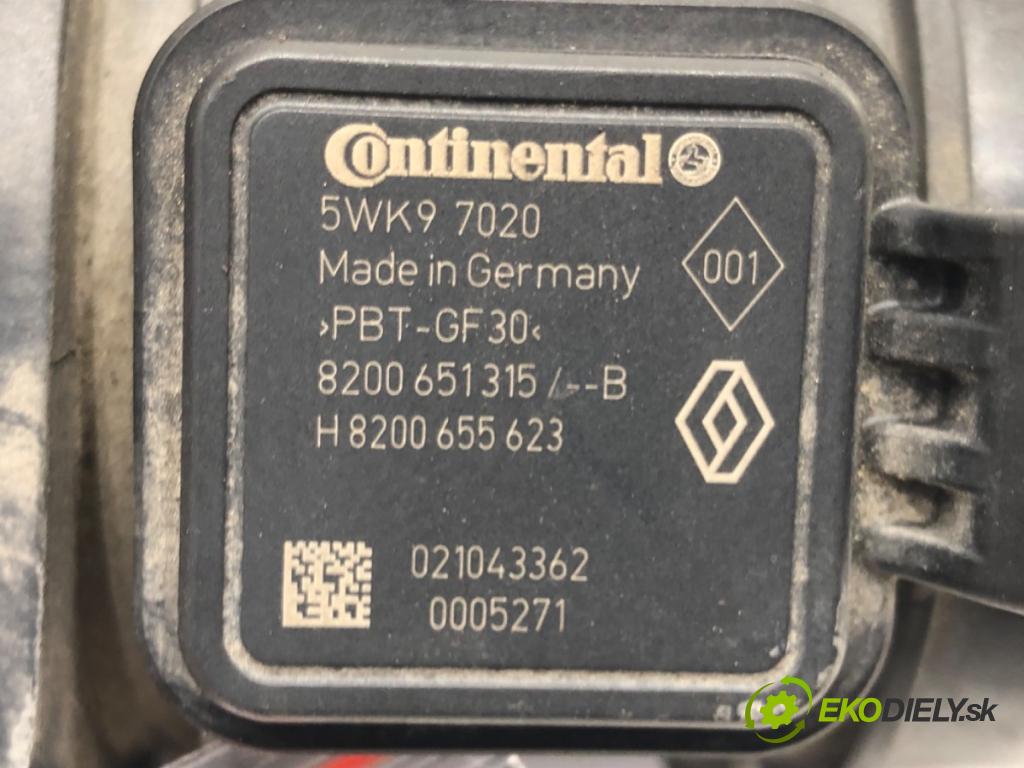 Continental
5WK9 7020
Made in Germany
001
›PBT-GF30‹
8200 651 315 /--B
H 8200 655 623
021043362
0005271
EKODIELY.sk